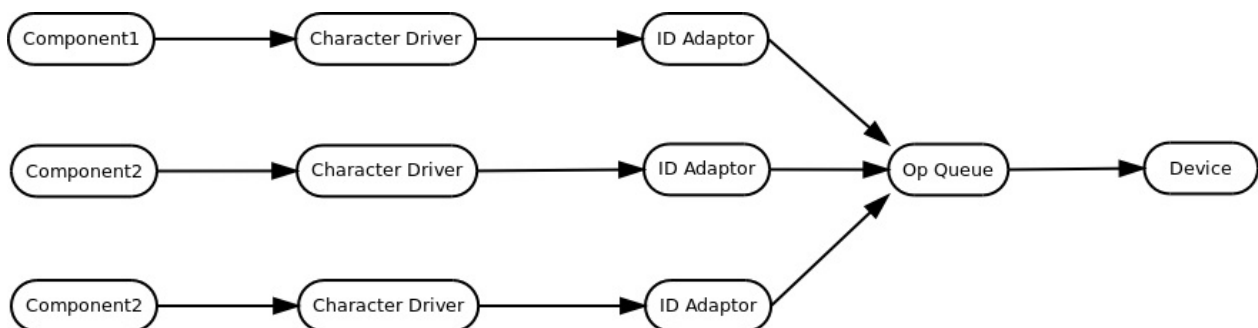 Component1
Character Driver
ID Adaptor
Component2
Character Driver
ID Adaptor
Op Queue
Device
Component2
Character Driver
ID Adaptor